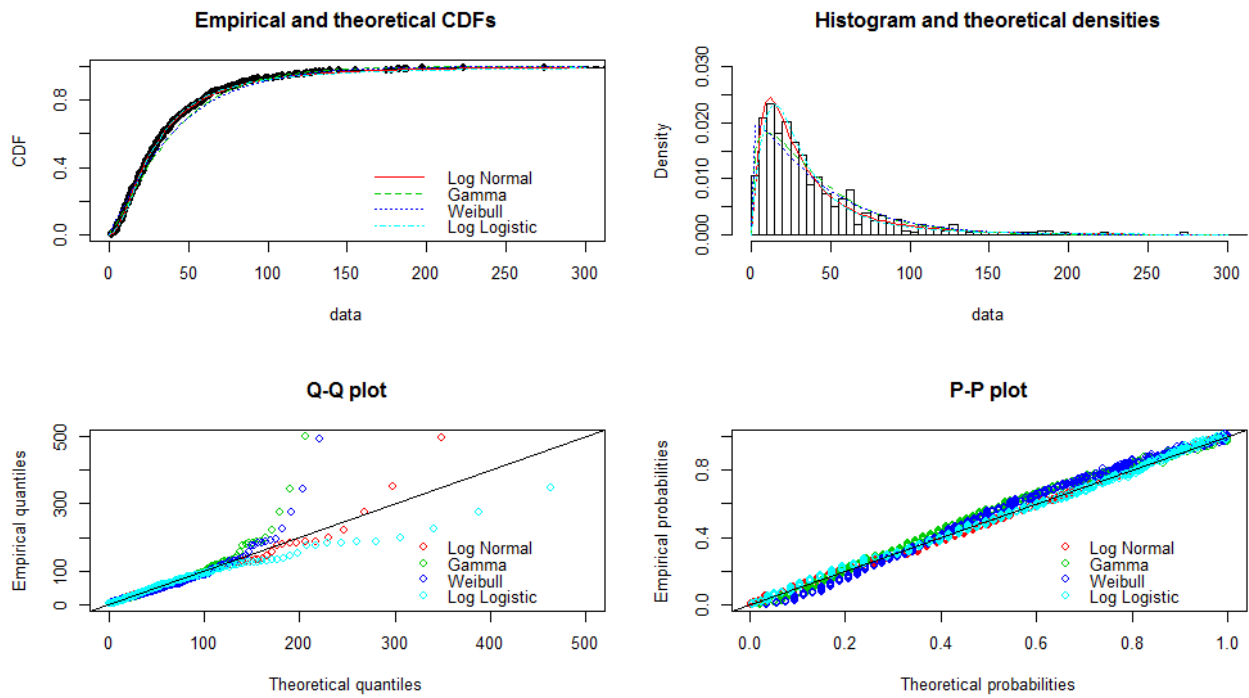 Empirical and theoretical CDFs
CDF
0.0 0.4 0.8
Log Normal
Gamma
Weibull
Log Logistic
0 50 100 150 200 250 300
data
Histogram and theoretical densities
Density
0.000 0.010 0.020 0.030
0 50 100 150 200 250 300
data
Q-Q plot
Empirical quantiles
0 100 300 500
Log Normal
Gamma
Weibull
Log Logistic
0 100 200 300 400 500
Theoretical quantiles
P-P plot
Empirical probabilities
0.0 0.4 0.8
Log Normal
Gamma
Weibull
Log Logistic
0.0 0.2 0.4 0.6 0.8 1.0
Theoretical probabilities